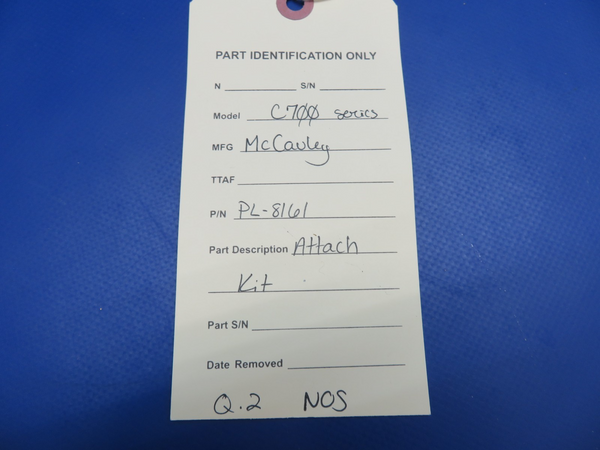 PART IDENTIFICATION ONLY
N S/N
Model C700 series
MFG McCauley
TTAF
P/N PL-8161
Part Description Attach
Kit
Part S/N
Date Removed
Q.2 NOS